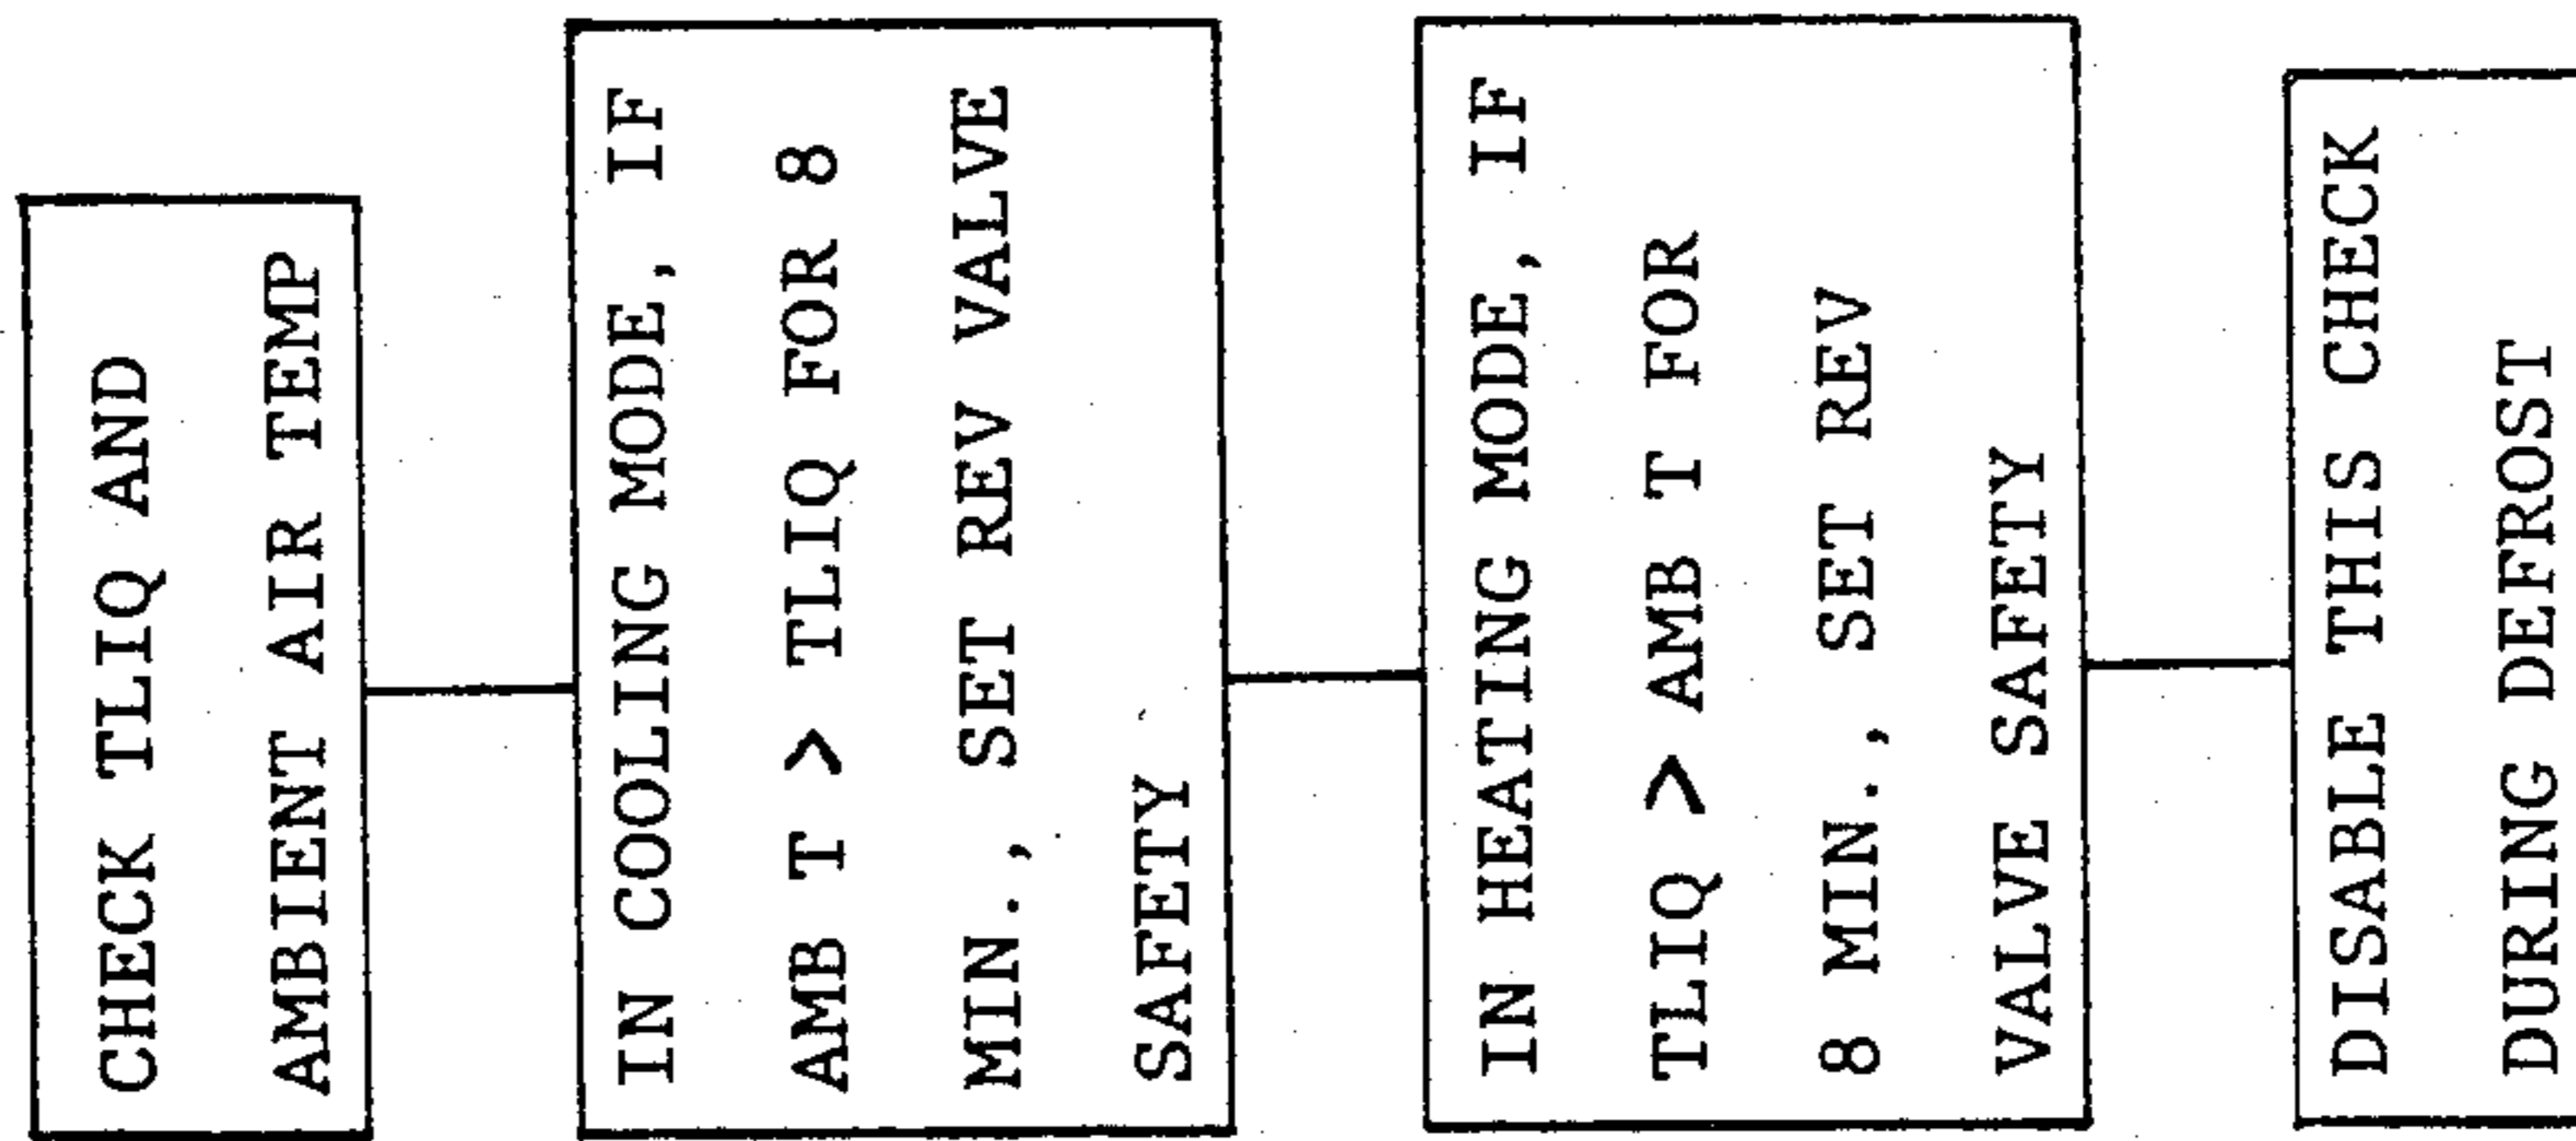 CHECK TLIQ AND
AMBIENT AIR TEMP
IN COOLING MODE, IF
AMB T > TLIQ FOR 8
MIN., SET REV VALVE
SAFETY
IN HEATING MODE, IF
TLIQ > AMB T FOR
8 MIN., SET REV
VALVE SAFETY
DISABLE THIS CHECK
DURING DEFROST